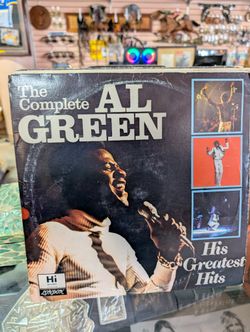 The
Complete AL
GREEN
His
Greatest
Hits
Hi
LONDON